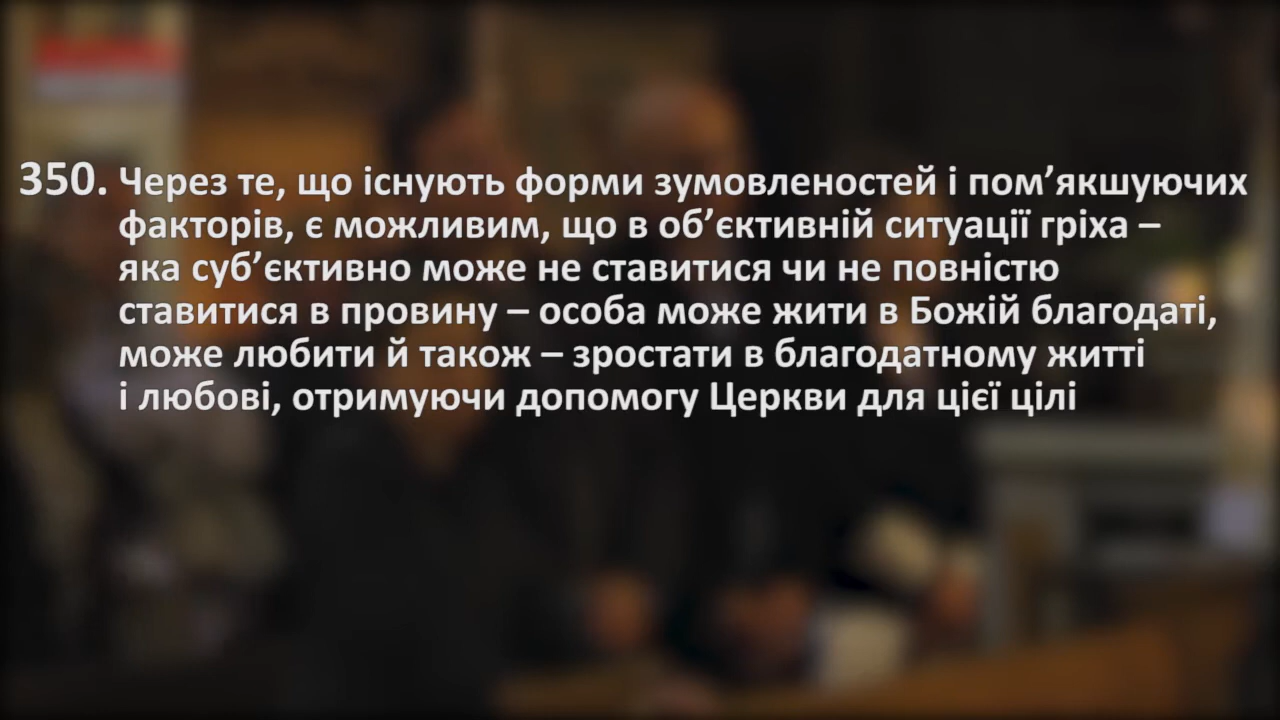 350. Через те, що існують форми зумовленостей і пом’якшуючих
факторів, є можливим, що в об’єктивній ситуації гріха –
яка суб’єктивно може не ставитися чи не повністю
ставитися в провину – особа може жити в Божій благодаті,
може любити й також – зростати в благодатному житті
і любові, отримуючи допомогу Церкви для цієї цілі